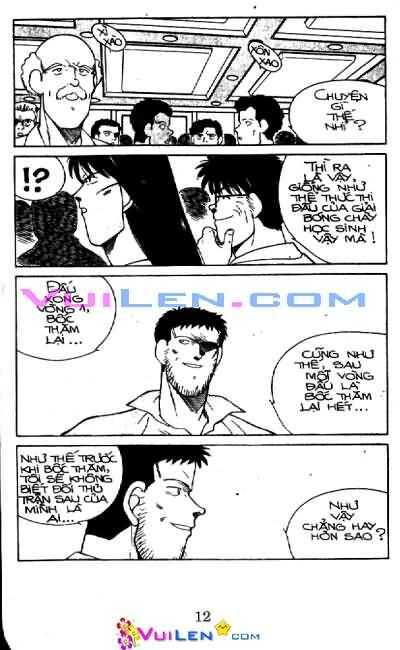 XÌ
XÀO
XÔN
XAO
CHUYỆN
GÌ
THẾ
NHỈ?
!?
THÌ RA
LÀ VẬY,
GIỐNG NHƯ
THỂ THỨC THI
ĐẤU CỦA GIẢI
BÓNG CHÀY
HỌC SINH
VẬY MÀ!
ĐẤU
XONG
VÒNG 1,
BỐC
THĂM
LẠI...
VuiLen.com
CŨNG NHƯ
THẾ, SAU
MỘT VÒNG
ĐẤU LÀ
BỐC THĂM
LẠI HẾT...
NHƯ THẾ TRƯỚC
KHI BỐC THĂM,
TÔI SẼ KHÔNG
BIẾT ĐỐI THỦ
TRẬN SAU CỦA
MÌNH LÀ
AI...
NHƯ
VẬY
CHẲNG HAY
HƠN SAO?
12
VuiLen.com